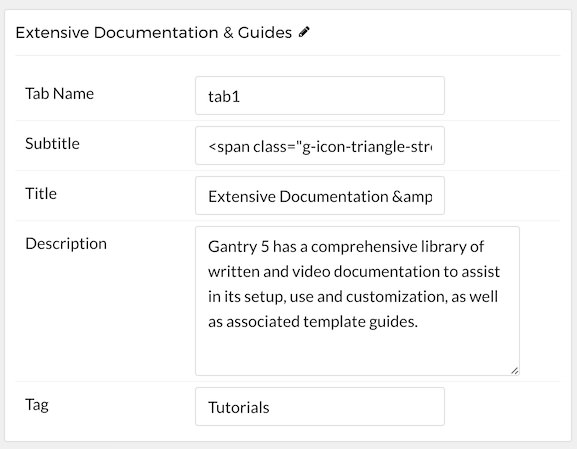 Extensive Documentation & Guides
Tab Name
tab1
Subtitle
<span class="g-icon-triangle-str
Title
Extensive Documentation &amp
Description
Gantry 5 has a comprehensive library of
written and video documentation to assist
in its setup, use and customization, as well
as associated template guides.
Tag
Tutorials